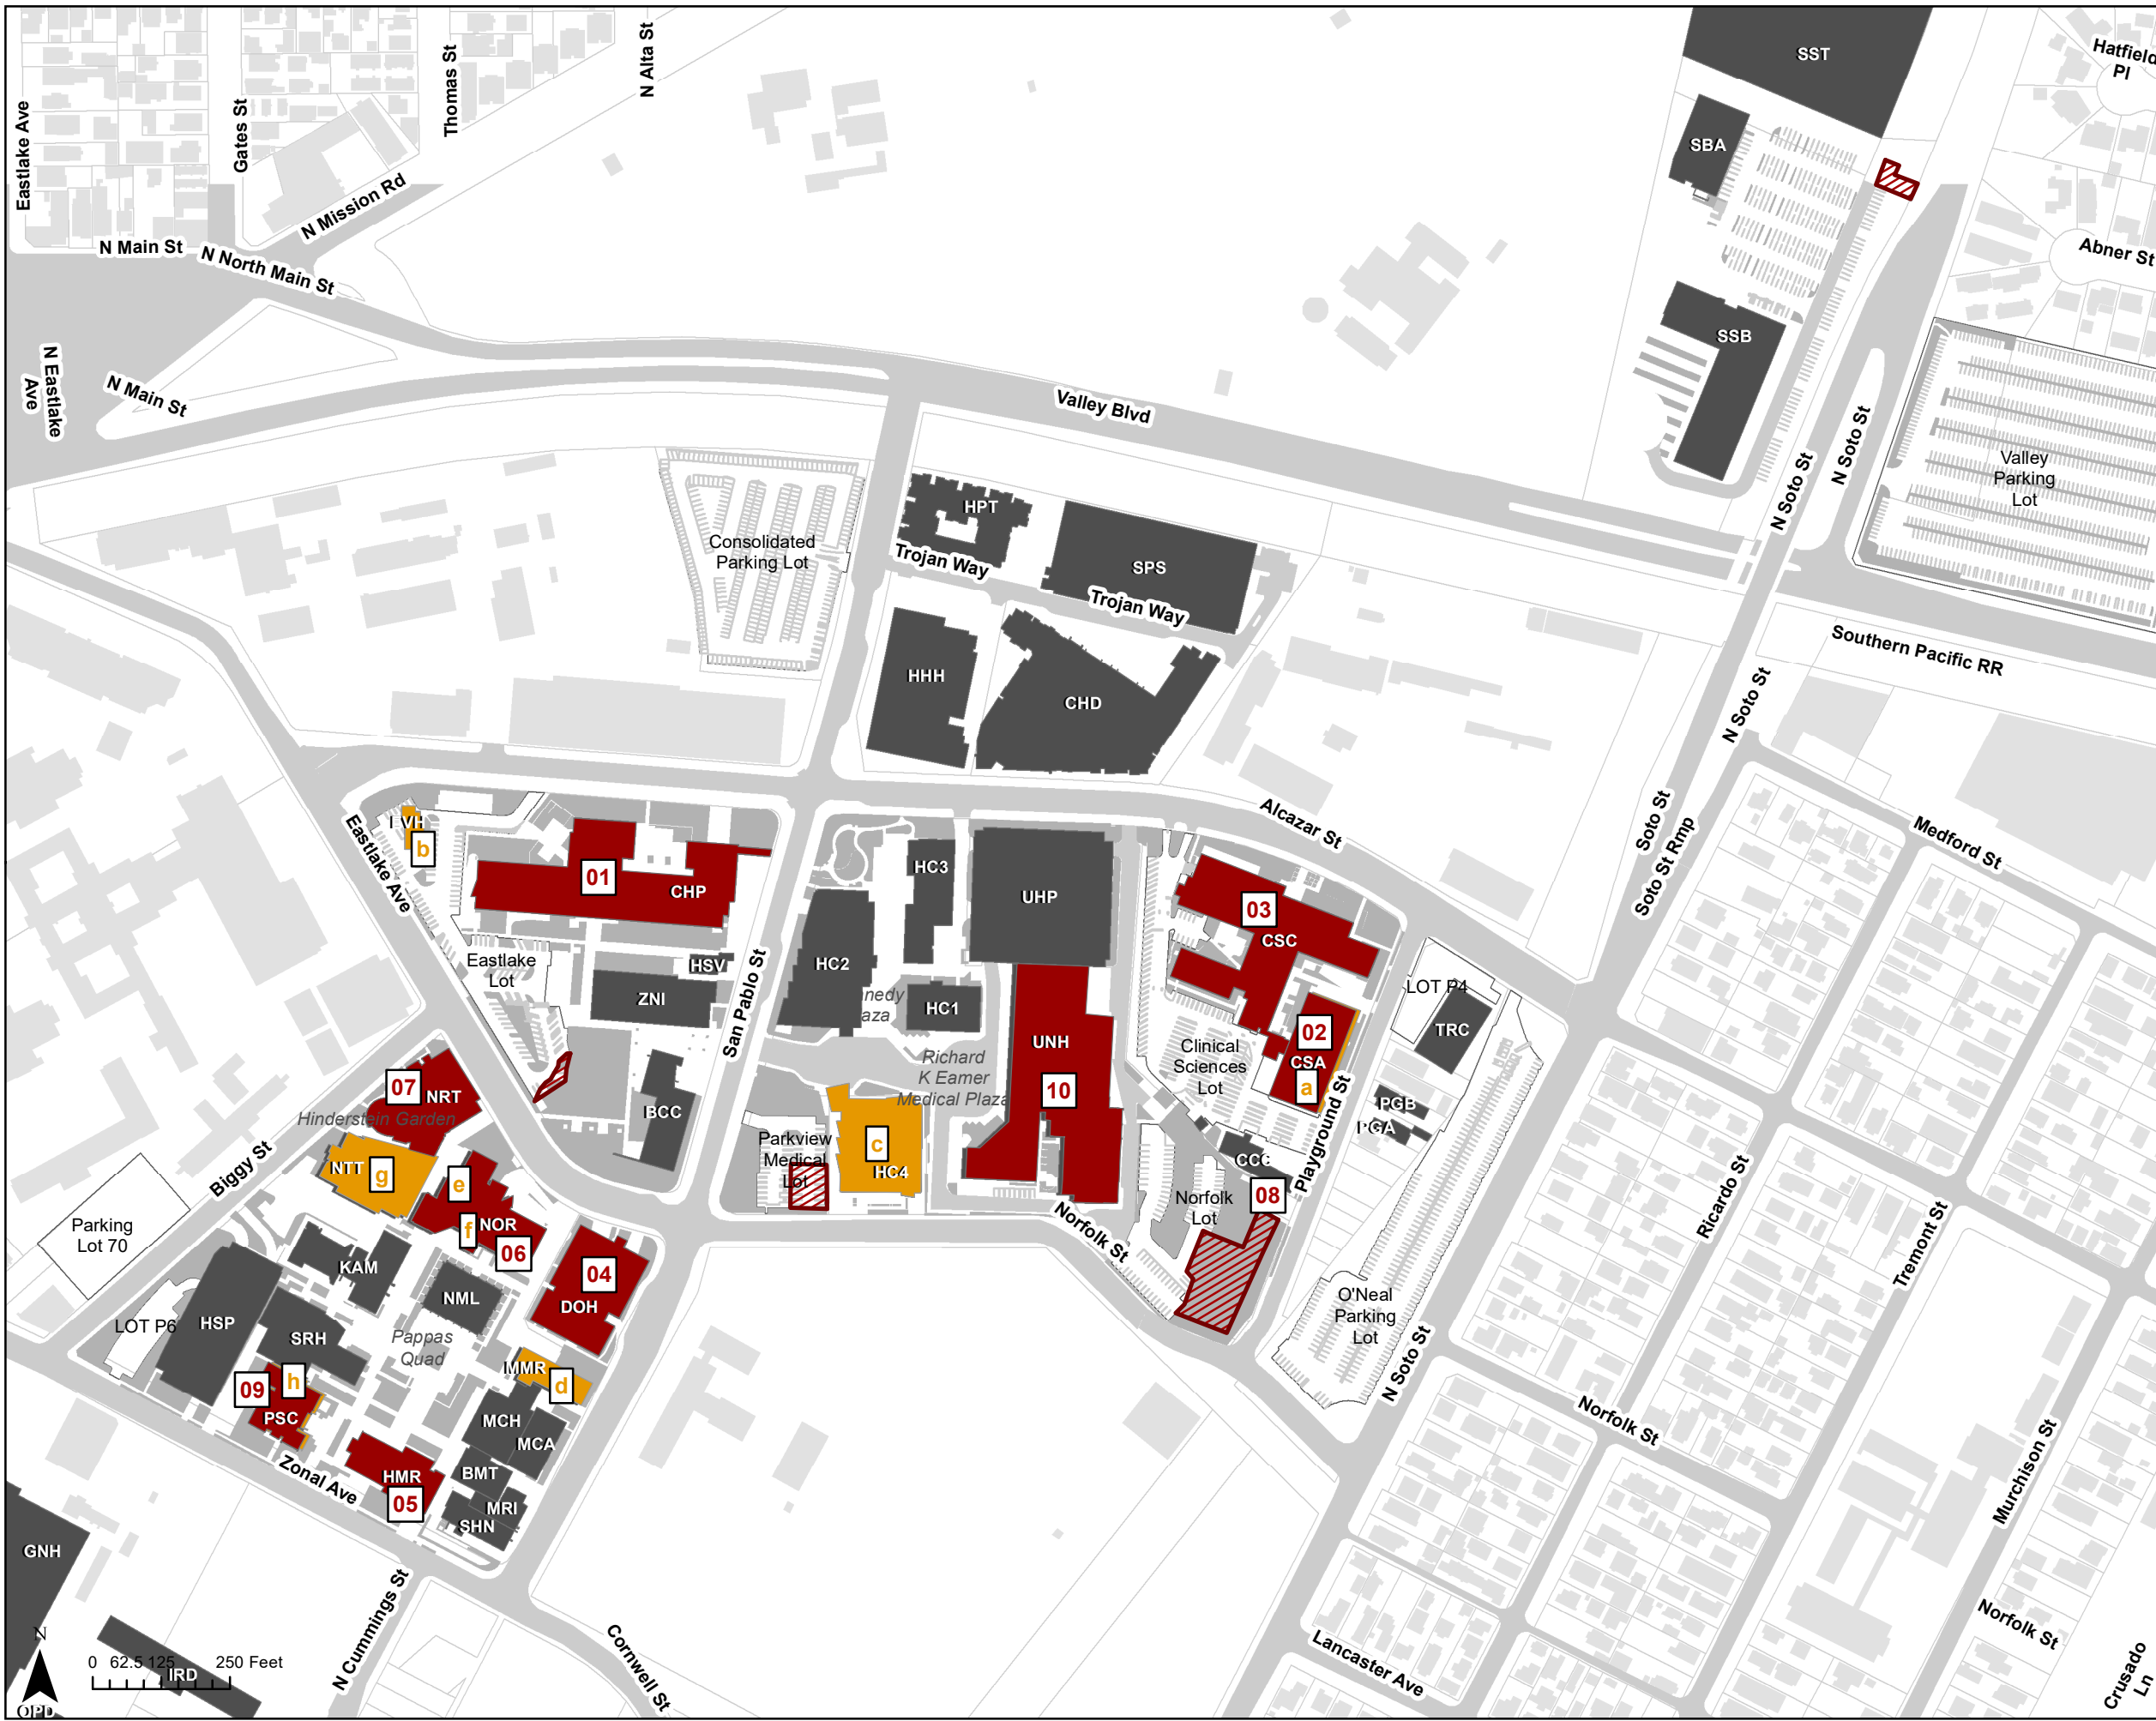 SST
Hatfield
Pl
SBA
Abner St
Eastlake Ave
Gates St
Thomas St
N Alta St
N Mission Rd
N Main St
N North Main St
N Eastlake
Ave
N Main St
Valley Blvd
SSB
N Soto St
N Soto St
Valley
Parking
Lot
Consolidated
Parking Lot
HPT
Trojan Way
SPS
Trojan Way
HHH
CHD
Southern Pacific RR
N Soto St
Alcazar St
Soto St
Soto St Rmp
Medford St
b
Eastlake Ave
01
CHP
Eastlake
Lot
HSV
ZNI
San Pablo St
BCC
HC3
HC2
HC1
UHP
UNH
10
Richard
K Eamer
Medical Plaza
Parkview
Medical
Lot
c
HC4
03
CSC
02
CSA
a
Clinical
Sciences
Lot
LOT P4
TRC
PGB
PGA
Playground St
08
Norfolk
Lot
Norfolk St
O'Neal
Parking
Lot
N Soto St
Ricardo St
Tremont St
Norfolk St
Murchison St
Norfolk St
Crusado
Ln
Lancaster Ave
07
NRT
Hinderstein Garden
Biggy St
NTT
g
e
f
NOR
06
Parking
Lot 70
KAM
NML
04
DOH
LOT P6
HSP
SRH
Pappas
Quad
MMR
d
09
h
PSC
MCH
MCA
Zonal Ave
HMR
05
BMT
MRI
SHN
GNH
N Cummings St
Cornwell St
N
0 62.5 125 250 Feet
IRD
OPD